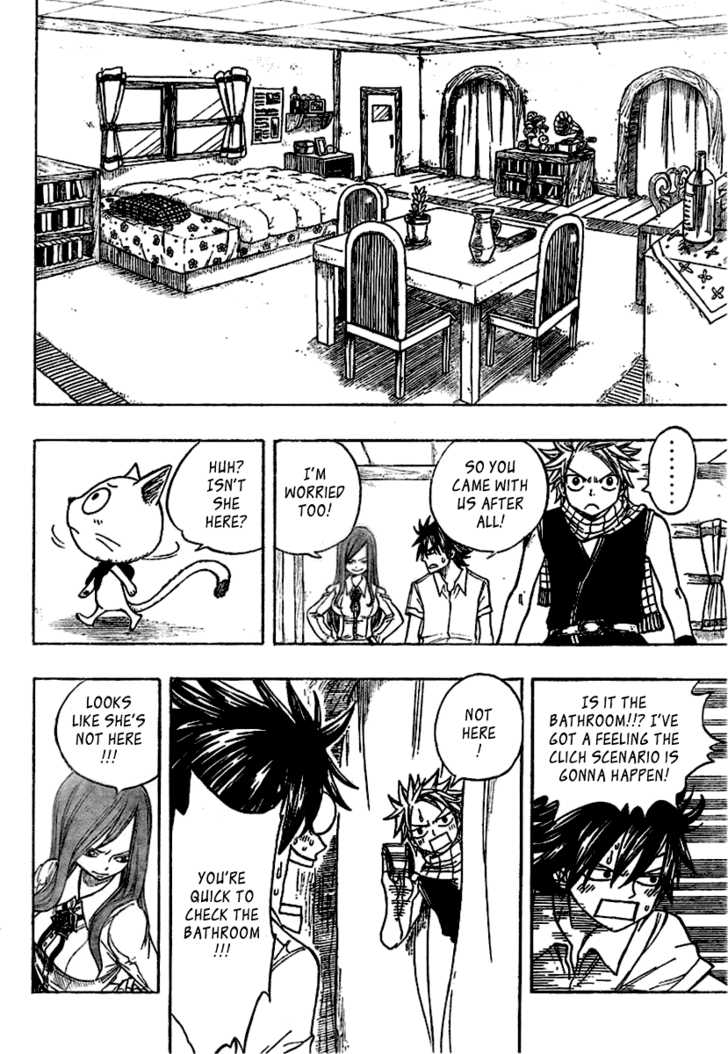 .......
SO YOU
CAME WITH
US AFTER
ALL!
I'M
WORRIED
TOO!
HUH?
ISN'T
SHE
HERE?
IS IT THE
BATHROOM!!? I'VE
GOT A FEELING THE
CLICH SCENARIO IS
GONNA HAPPEN!
NOT
HERE
!
YOU'RE
QUICK TO
CHECK THE
BATHROOM
!!!
LOOKS
LIKE SHE'S
NOT HERE
!!!